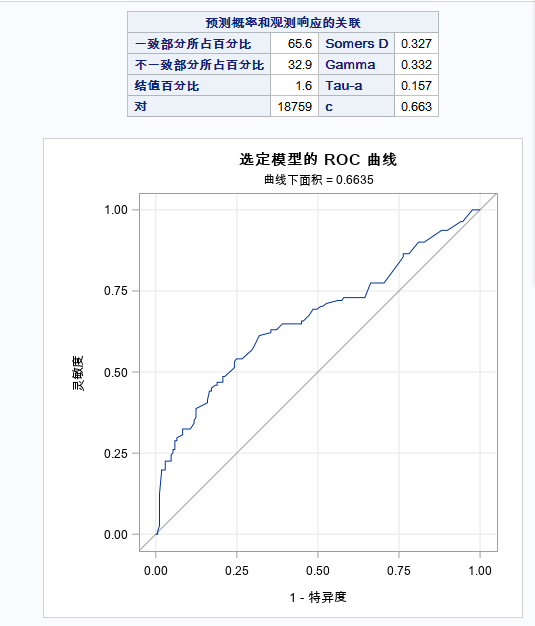 预测概率和观测响应的关联
一致部分所占百分比 65.6 Somers D 0.327
不一致部分所占百分比 32.9 Gamma 0.332
结值百分比 1.6 Tau-a 0.157
对 18759 c 0.663
选定模型的 ROC 曲线
曲线下面积 = 0.6635
1.00
0.75
0.50
0.25
0.00
灵敏度
0.00 0.25 0.50 0.75 1.00
1 - 特异度